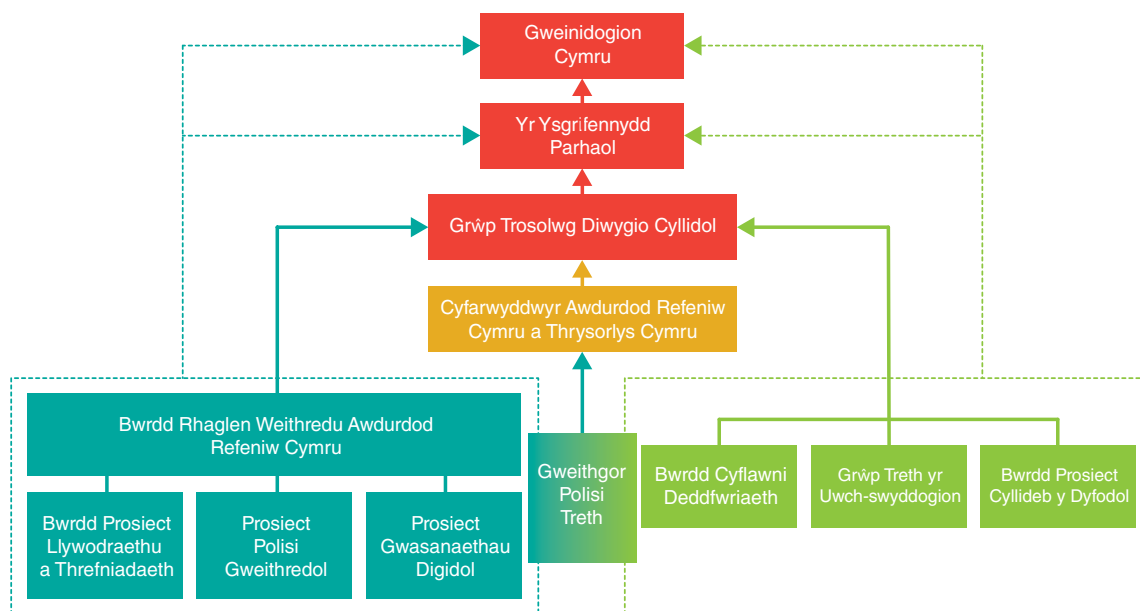 Gweinidogion
Cymru
Yr Ysgrifennydd
Parhaol
Grŵp Trosolwg Diwygio Cyllidol
Cyfarwyddwyr Awdurdod Refeniw
Cymru a Thrysorlys Cymru
Bwrdd Rhaglen Weithredu Awdurdod
Refeniw Cymru
Bwrdd Prosiect
Llywodraethu
a Threfniadaeth
Prosiect
Polisi
Gweithredol
Prosiect
Gwasanaethau
Digidol
Gweithgor
Polisi
Treth
Bwrdd Cyflawni
Deddfwriaeth
Grŵp Treth yr
Uwch-swyddogion
Bwrdd Prosiect
Cyllideb y Dyfodol